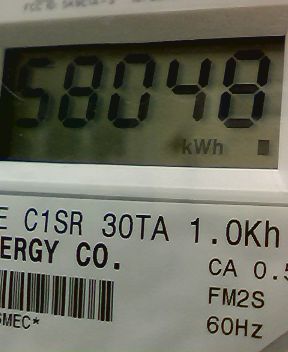 58048
kWh
E C1SR 30TA 1.0Kh
ERGY CO.
CA 0.5
FM2S
60Hz
SMEC*